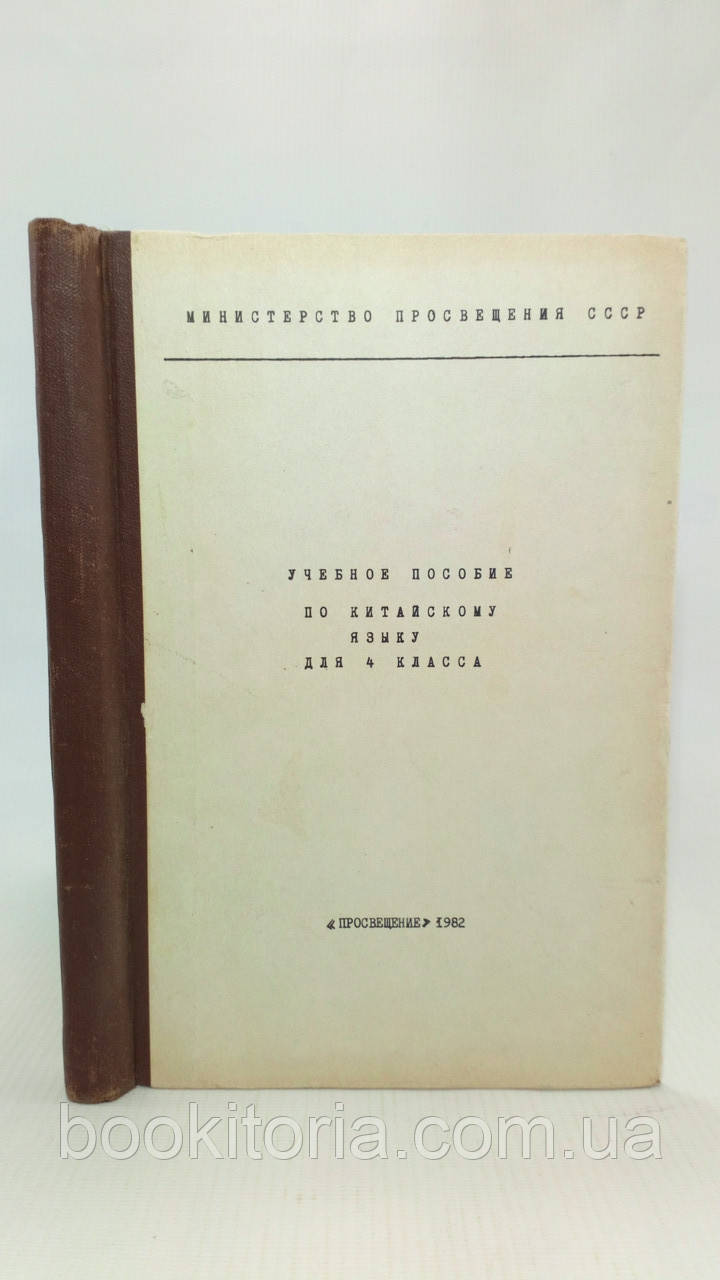 МИНИСТЕРСТВО ПРОСВЕЩЕНИЯ СССР
УЧЕБНОЕ ПОСОБИЕ
ПО КИТАЙСКОМУ
ЯЗЫКУ
ДЛЯ 4 КЛАССА
«ПРОСВЕЩЕНИЕ» 1982
bookitoria.com.ua